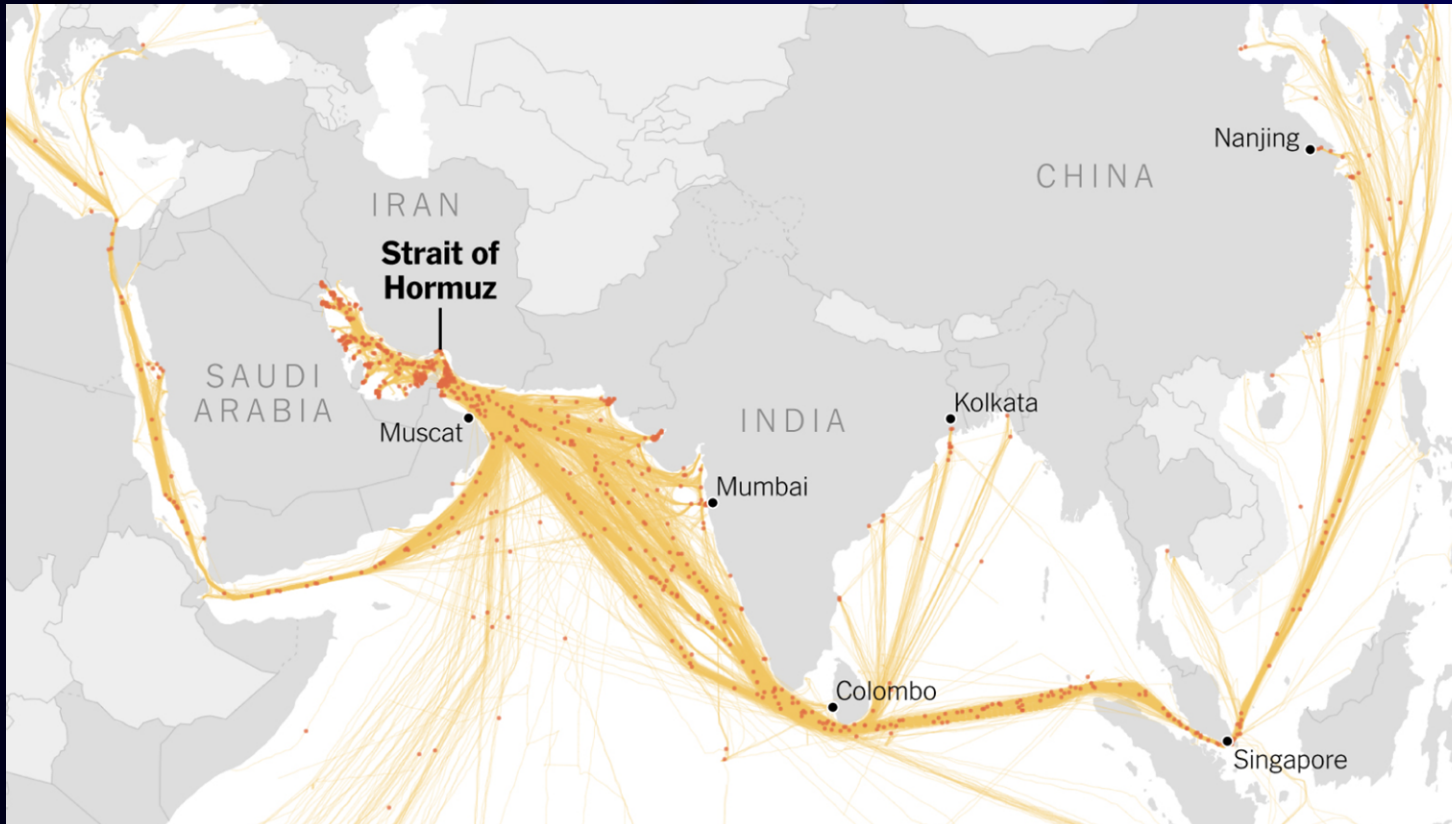 Nanjing
CHINA
IRAN
Strait of
Hormuz
SAUDI
ARABIA
Muscat
INDIA
Kolkata
Mumbai
Colombo
Singapore